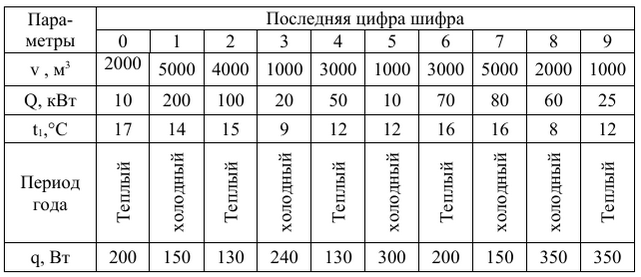 Пара-
метры
Последняя цифра шифра
0 1 2 3 4 5 6 7 8 9
v , м³ 2000 5000 4000 1000 3000 1000 3000 5000 2000 1000
Q, кВт 10 200 100 20 50 10 70 80 60 25
t₁,°С 17 14 15 9 12 12 16 16 8 12
Период
года
Теплый холодный Теплый холодный Теплый холодный Теплый холодный холодный Теплый
q, Вт 200 150 130 240 130 300 200 150 350 350